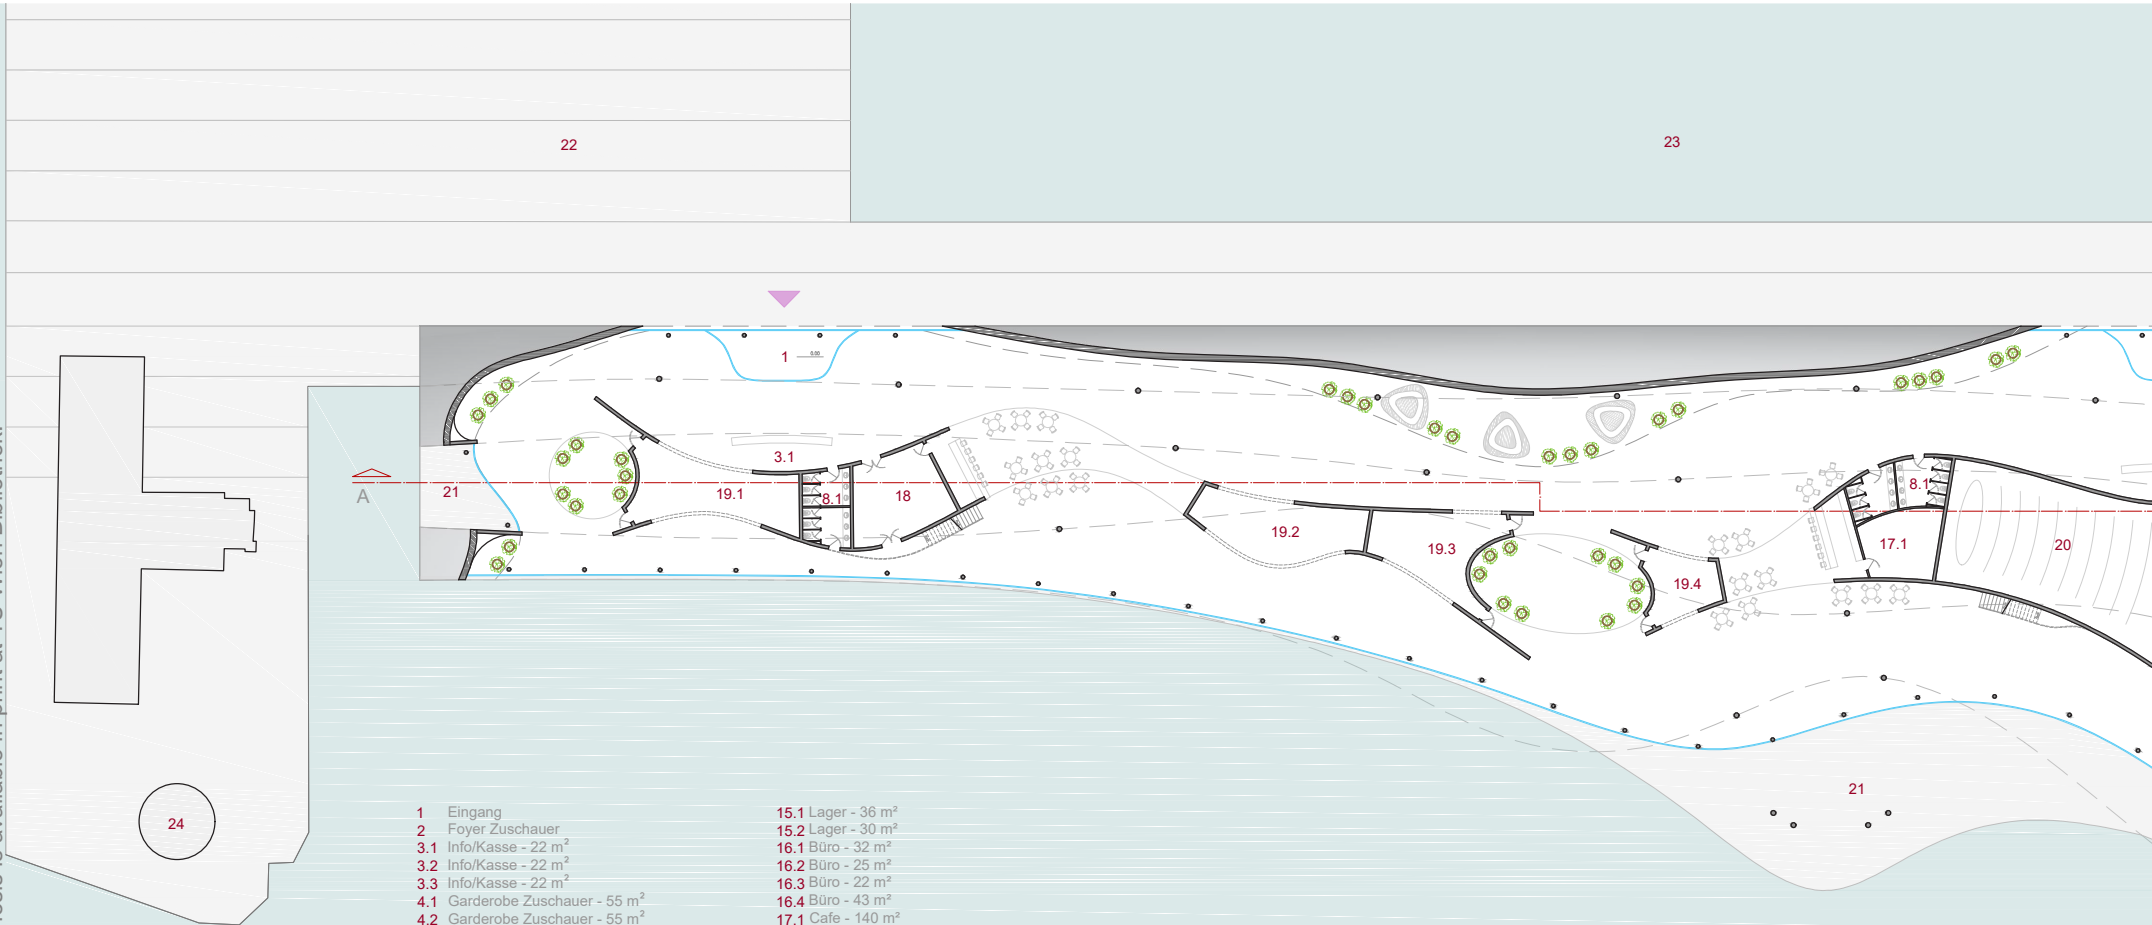 22
23
1 0.00
3.1
A
21
19.1
8.1
18
19.2
19.3
19.4
8.1
17.1
20
21
24
1 Eingang
2 Foyer Zuschauer
3.1 Info/Kasse - 22 m²
3.2 Info/Kasse - 22 m²
3.3 Info/Kasse - 22 m²
4.1 Garderobe Zuschauer - 55 m²
4.2 Garderobe Zuschauer - 55 m²
15.1 Lager - 36 m²
15.2 Lager - 30 m²
16.1 Büro - 32 m²
16.2 Büro - 25 m²
16.3 Büro - 22 m²
16.4 Büro - 43 m²
17.1 Cafe - 140 m²